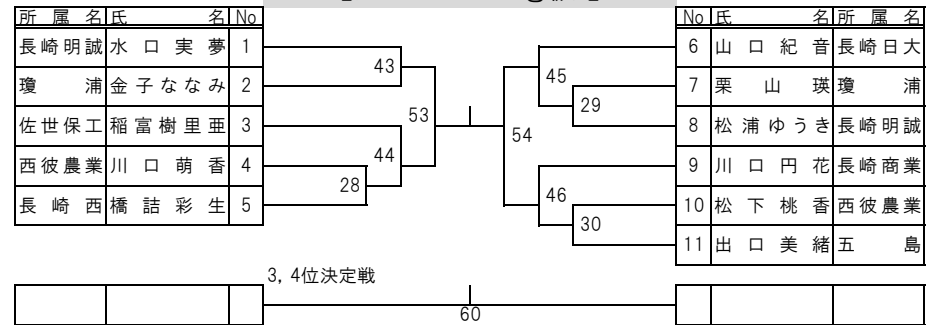 所属名 氏名 No
長崎明誠 水口実夢 1
瓊浦 金子ななみ 2
佐世保工 稲富樹里亜 3
西彼農業 川口萌香 4
長崎西 橋詰彩生 5
43
53
44
28
No 氏名 所属名
6 山口紀音 長崎日大
7 栗山瑛 瓊浦
8 松浦ゆうき 長崎明誠
9 川口円花 長崎商業
10 松下桃香 西彼農業
11 出口美緒 五島
45
29
54
46
30
3, 4位決定戦
60